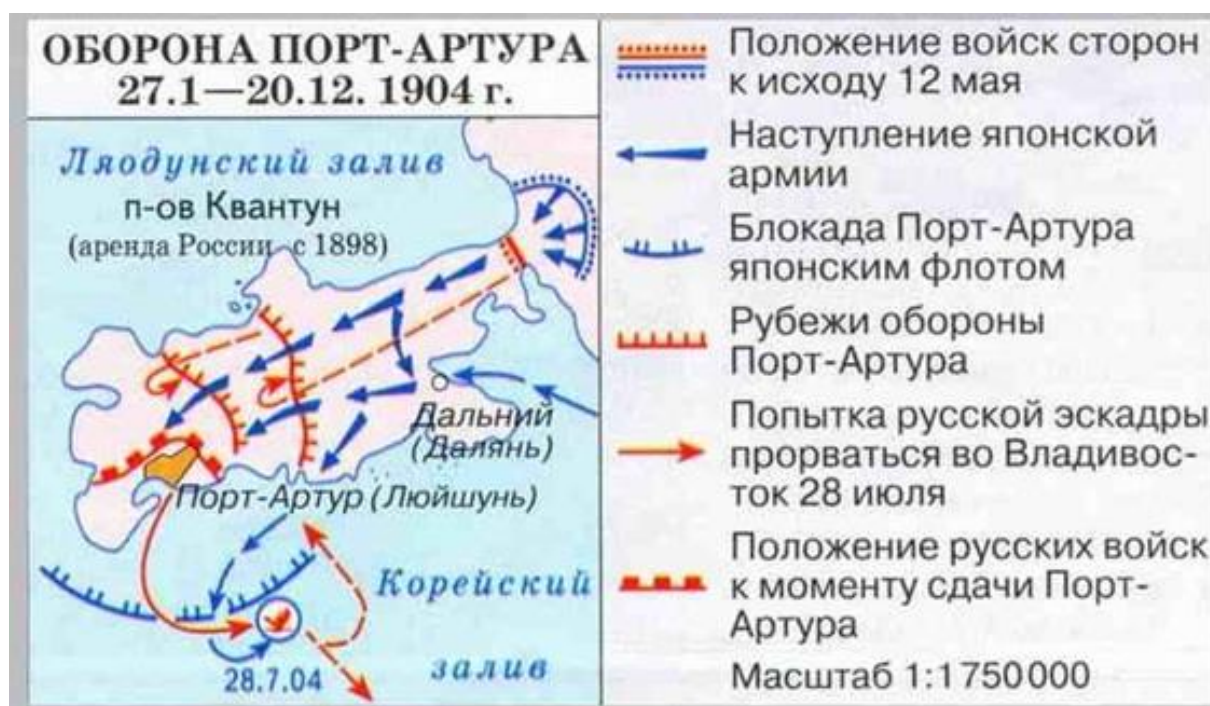 ОБОРОНА ПОРТ-АРТУРА
27.1—20.12. 1904 г.
Ляодунский залив
п-ов Квантун
(аренда России с 1898)
Дальний
(Далянь)
Порт-Артур (Люйшунь)
Корейский
залив
28.7.04
Положение войск сторон
к исходу 12 мая
Наступление японской
армии
Блокада Порт-Артура
японским флотом
Рубежи обороны
Порт-Артура
Попытка русской эскадры
прорваться во Владивос-
ток 28 июля
Положение русских войск
к моменту сдачи Порт-
Артура
Масштаб 1:1 750 000